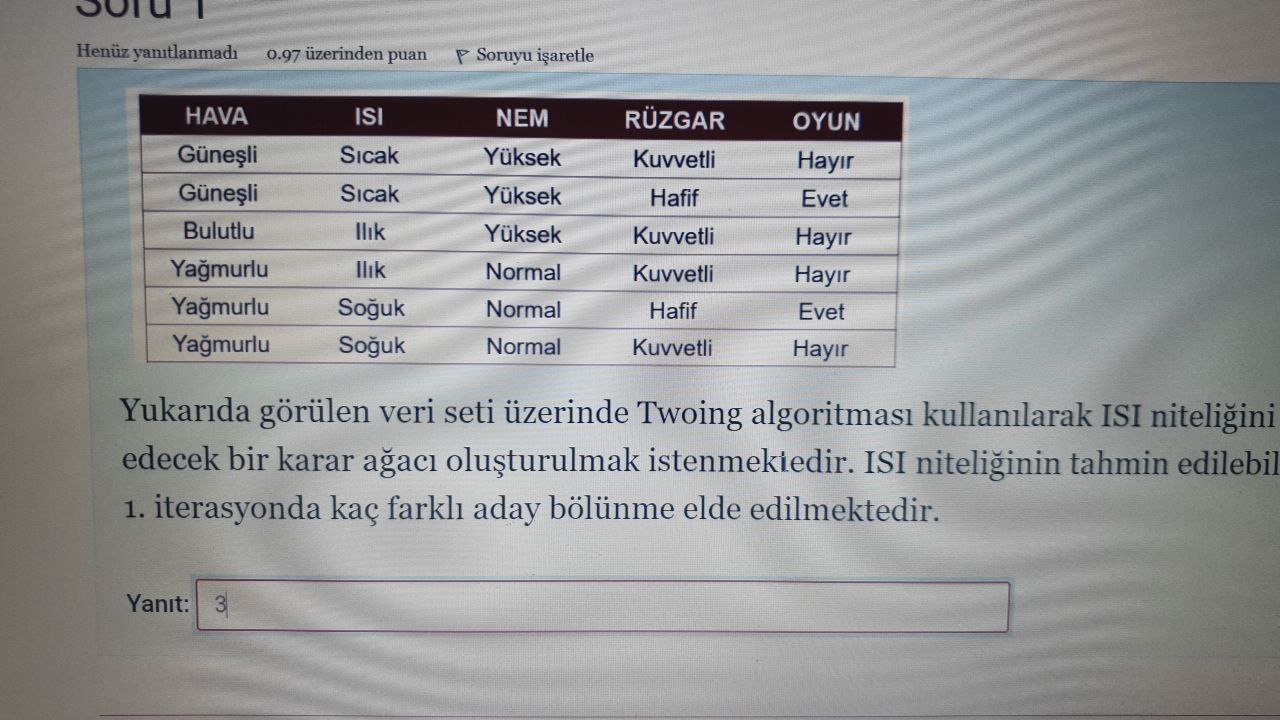 Soru 1
Henüz yanıtlanmadı 0.97 üzerinden puan Soruyu işaretle
HAVA ISI NEM RÜZGAR OYUN
Güneşli Sıcak Yüksek Kuvvetli Hayır
Güneşli Sıcak Yüksek Hafif Evet
Bulutlu Ilık Yüksek Kuvvetli Hayır
Yağmurlu Ilık Normal Kuvvetli Hayır
Yağmurlu Soğuk Normal Hafif Evet
Yağmurlu Soğuk Normal Kuvvetli Hayır
Yukarıda görülen veri seti üzerinde Twoing algoritması kullanılarak ISI niteliğini
edecek bir karar ağacı oluşturulmak istenmektedir. ISI niteliğinin tahmin edilebil
1. iterasyonda kaç farklı aday bölünme elde edilmektedir.
Yanıt: 3